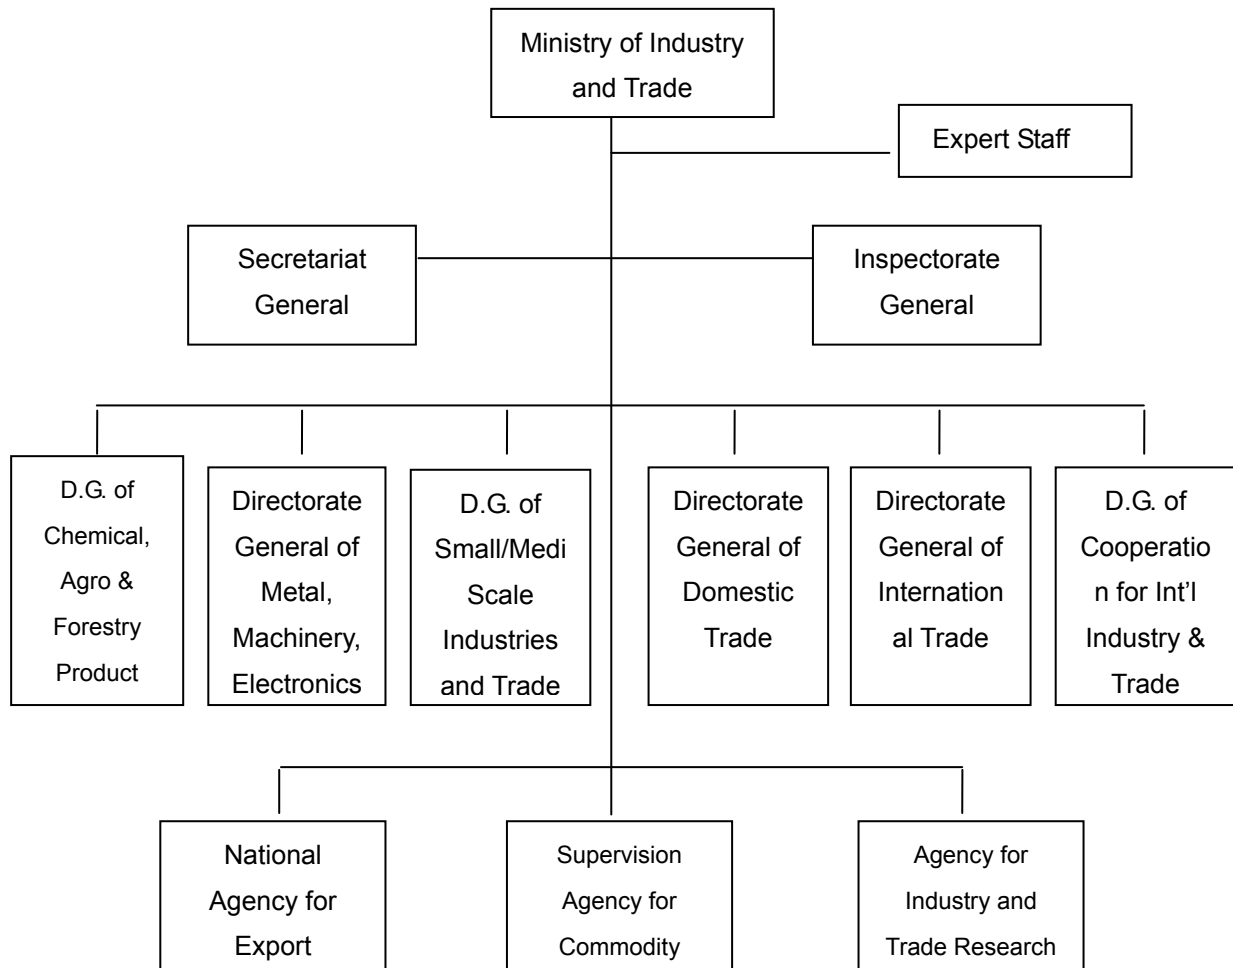 Ministry of Industry
and Trade
Expert Staff
Secretariat
General
Inspectorate
General
D.G. of
Chemical,
Agro &
Forestry
Product
Directorate
General of
Metal,
Machinery,
Electronics
D.G. of
Small/Medi
Scale
Industries
and Trade
Directorate
General of
Domestic
Trade
Directorate
General of
Internation
al Trade
D.G. of
Cooperatio
n for Int'l
Industry &
Trade
National
Agency for
Export
Supervision
Agency for
Commodity
Agency for
Industry and
Trade Research